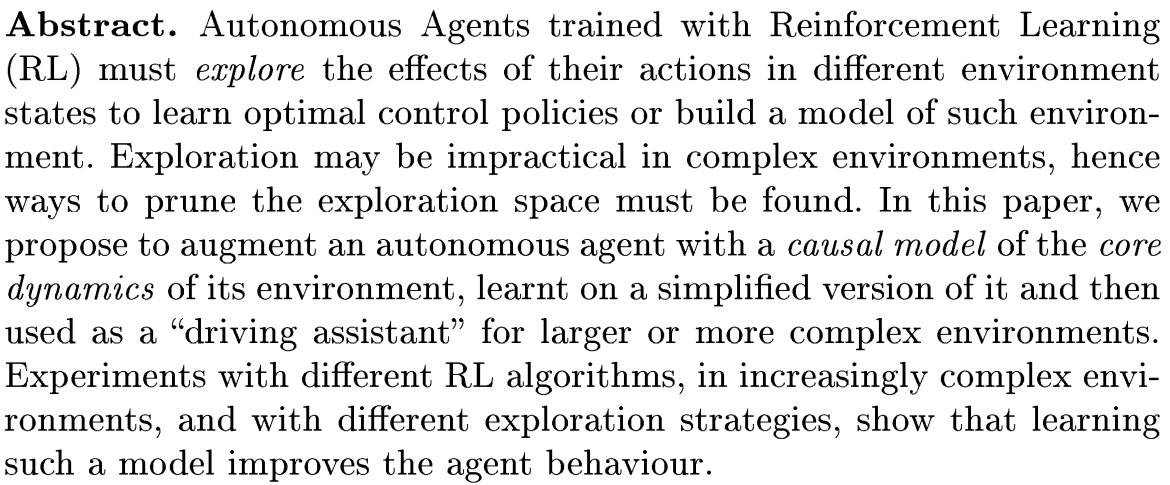 Abstract. Autonomous Agents trained with Reinforcement Learning
(RL) must explore the effects of their actions in different environment
states to learn optimal control policies or build a model of such environ-
ment. Exploration may be impractical in complex environments, hence
ways to prune the exploration space must be found. In this paper, we
propose to augment an autonomous agent with a causal model of the core
dynamics of its environment, learnt on a simplified version of it and then
used as a “driving assistant” for larger or more complex environments.
Experiments with different RL algorithms, in increasingly complex envi-
ronments, and with different exploration strategies, show that learning
such a model improves the agent behaviour.